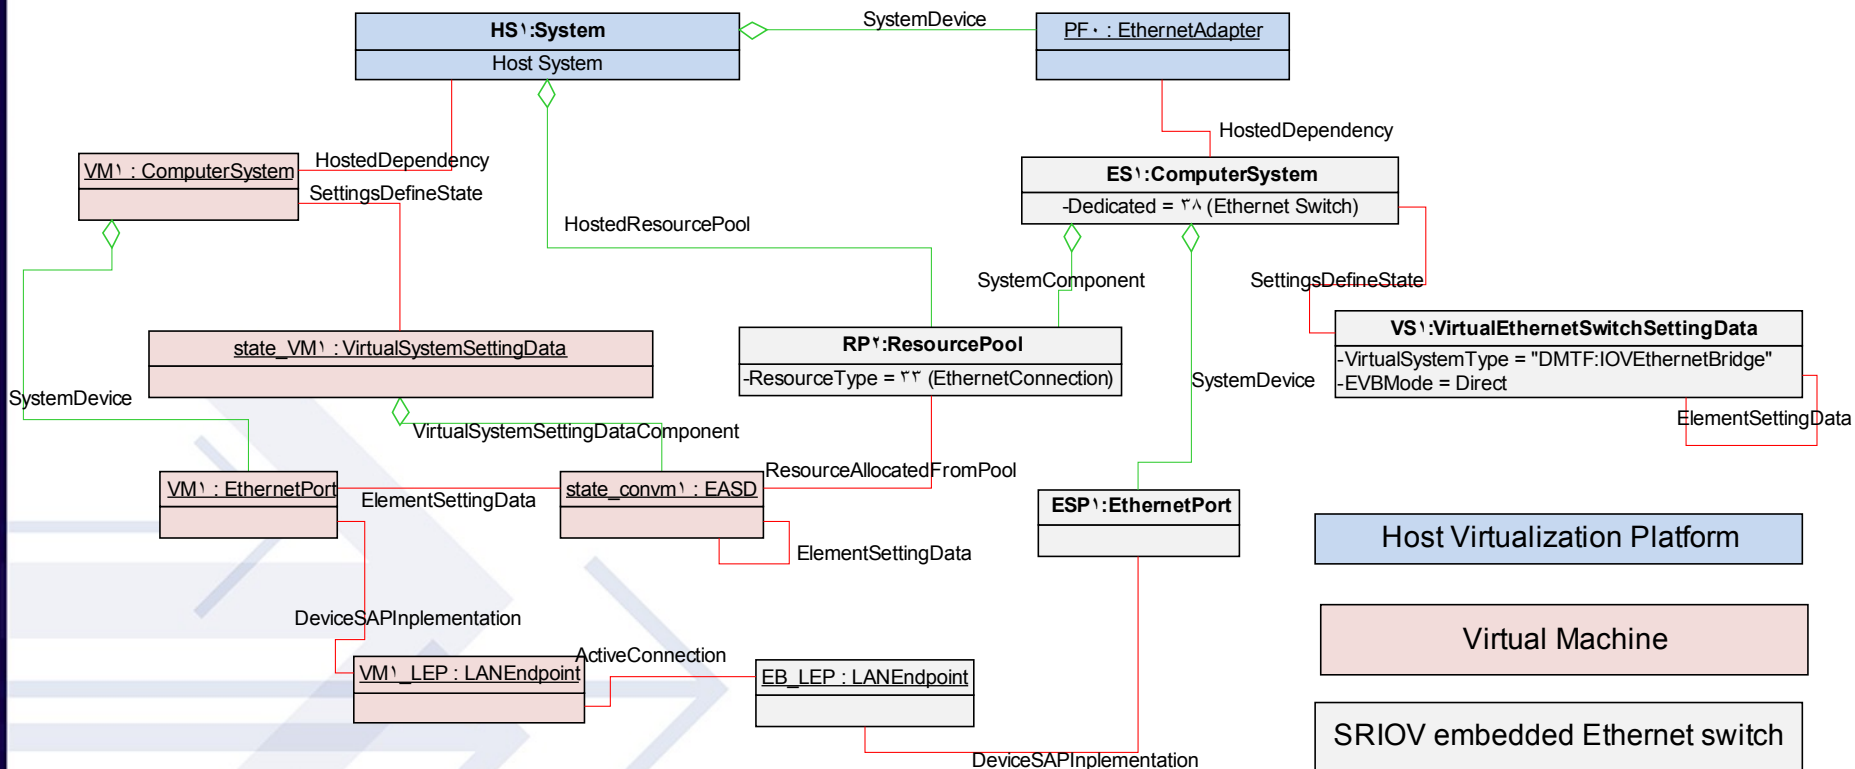 SystemDevice
HS١:System
Host System
PF٠ : EthernetAdapter
HostedDependency
HostedDependency
VM١ : ComputerSystem
SettingsDefineState
ES١:ComputerSystem
-Dedicated = ٣٨ (Ethernet Switch)
HostedResourcePool
SystemComponent
SettingsDefineState
VS١:VirtualEthernetSwitchSettingData
-VirtualSystemType = "DMTF:IOVEthernetBridge"
-EVBMode = Direct
state_VM١ : VirtualSystemSettingData
RP٢:ResourcePool
-ResourceType = ٣٣ (EthernetConnection)
SystemDevice
SystemDevice
ElementSettingData
VirtualSystemSettingDataComponent
ResourceAllocatedFromPool
VM١ : EthernetPort
ElementSettingData
state_convm١ : EASD
ESP١:EthernetPort
ElementSettingData
Host Virtualization Platform
DeviceSAPInplementation
Virtual Machine
ActiveConnection
VM١_LEP : LANEndpoint
EB_LEP : LANEndpoint
SRIOV embedded Ethernet switch
DeviceSAPInplementation